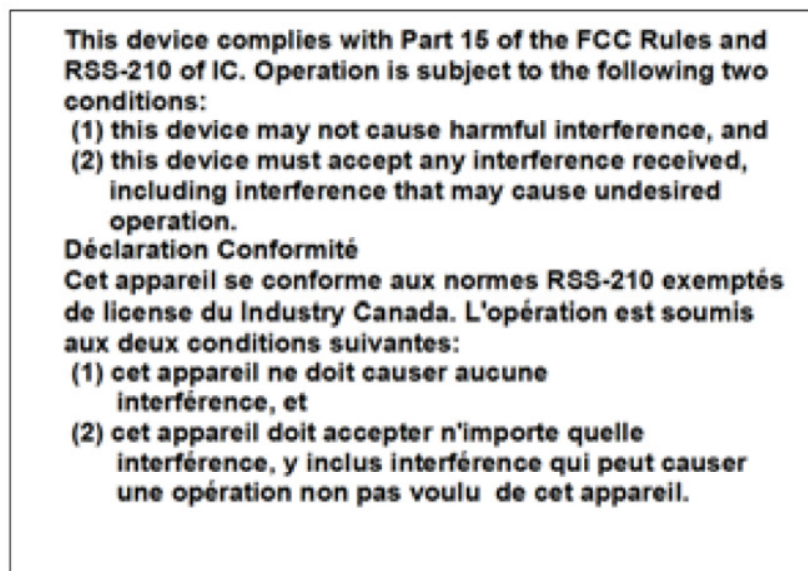 This device complies with Part 15 of the FCC Rules and
RSS-210 of IC. Operation is subject to the following two
conditions:
(1) this device may not cause harmful interference, and
(2) this device must accept any interference received,
including interference that may cause undesired
operation.
Déclaration Conformité
Cet appareil se conforme aux normes RSS-210 exemptés
de license du Industry Canada. L'opération est soumis
aux deux conditions suivantes:
(1) cet appareil ne doit causer aucune
interférence, et
(2) cet appareil doit accepter n'importe quelle
interférence, y inclus interférence qui peut causer
une opération non pas voulu de cet appareil.